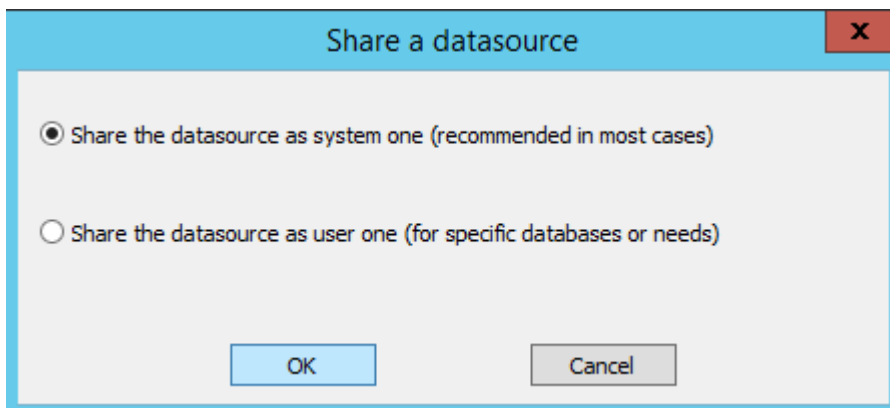 Share a datasource
x
Share the datasource as system one (recommended in most cases)
Share the datasource as user one (for specific databases or needs)
OK
Cancel